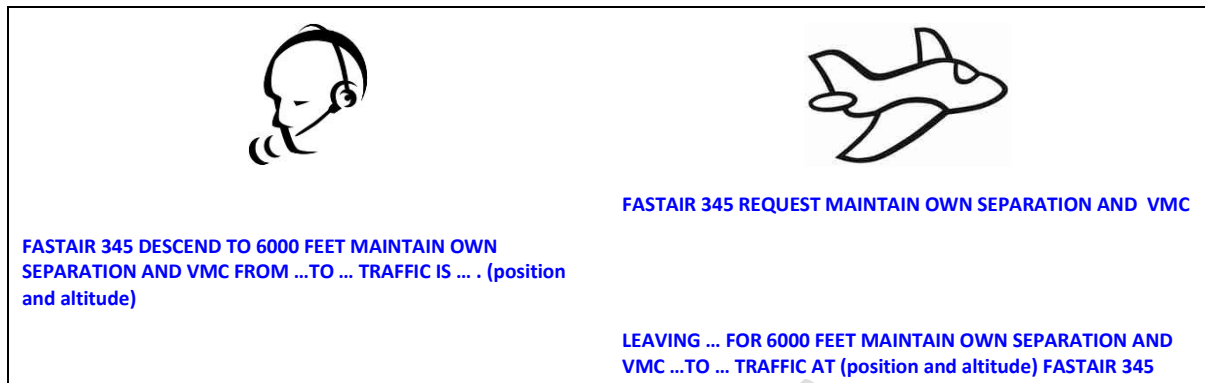 FASTAIR 345 REQUEST MAINTAIN OWN SEPARATION AND VMC
FASTAIR 345 DESCEND TO 6000 FEET MAINTAIN OWN
SEPARATION AND VMC FROM …TO … TRAFFIC IS … . (position
and altitude)
LEAVING … FOR 6000 FEET MAINTAIN OWN SEPARATION AND
VMC …TO … TRAFFIC AT (position and altitude) FASTAIR 345